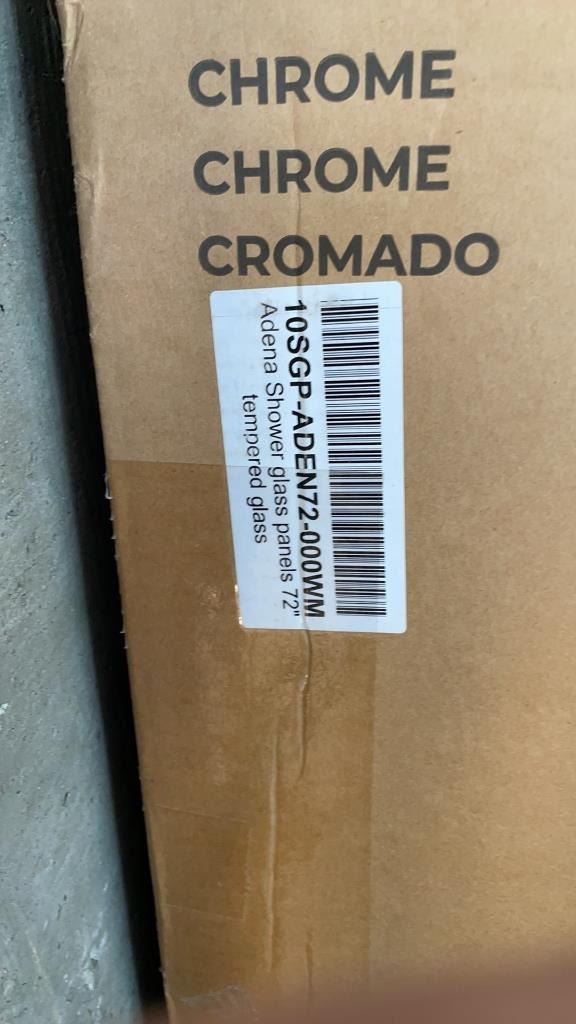 CHROME
CHROME
CROMADO
10SGP-ADEN72-000WM
Adena Shower glass panels 72"
tempered glass